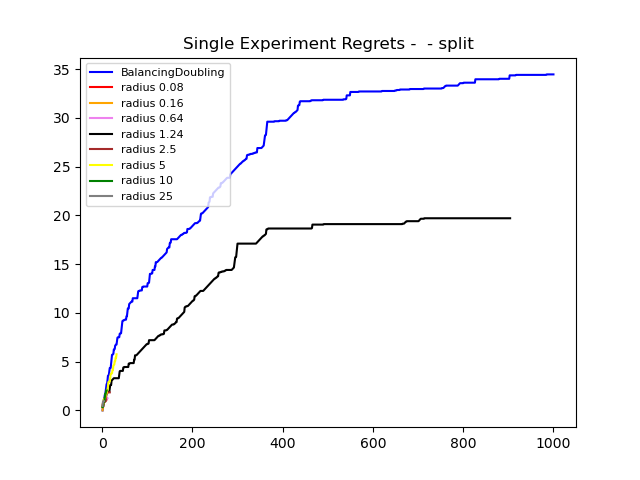 Single Experiment Regrets -  - split
BalancingDoubling
radius 0.08
radius 0.16
radius 0.64
radius 1.24
radius 2.5
radius 5
radius 10
radius 25
35
30
25
20
15
10
5
0
0 200 400 600 800 1000